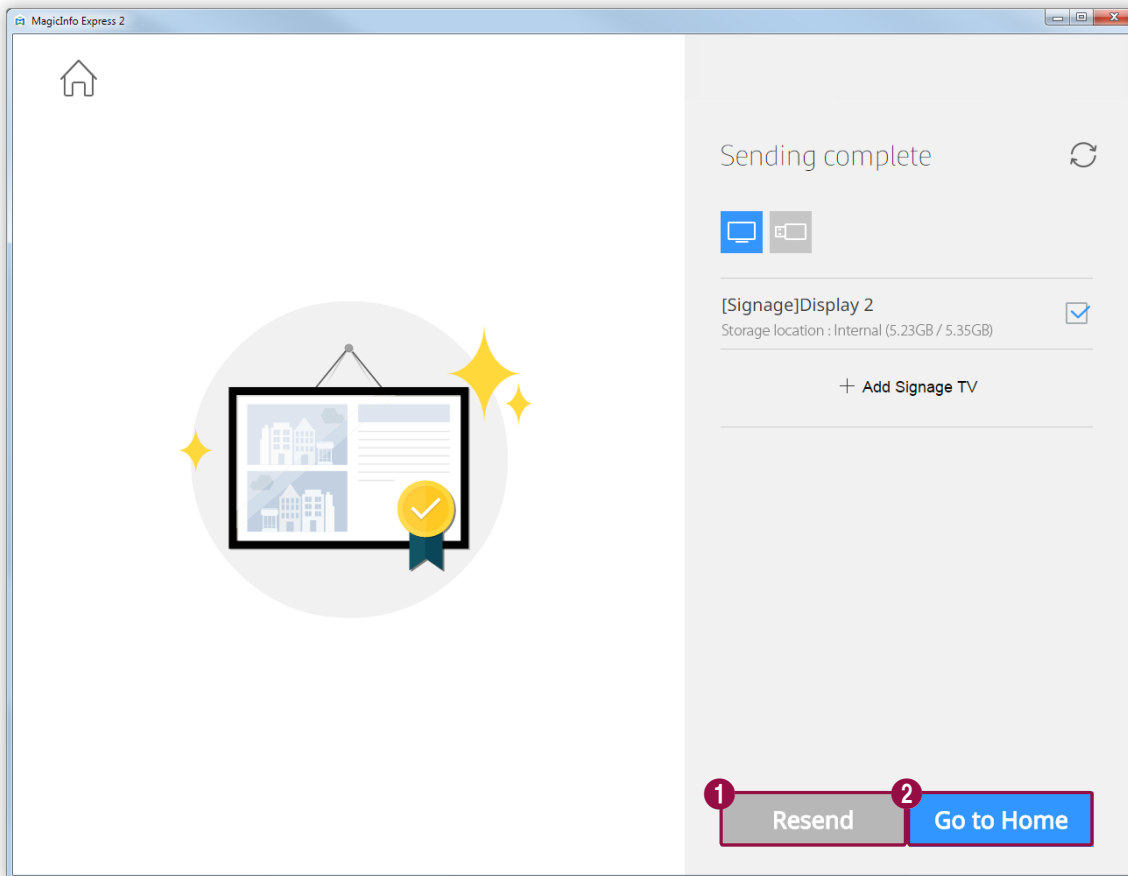 MagicInfo Express 2
Sending complete
[Signage]Display 2
Storage location : Internal (5.23GB / 5.35GB)
+ Add Signage TV
1 Resend
2 Go to Home